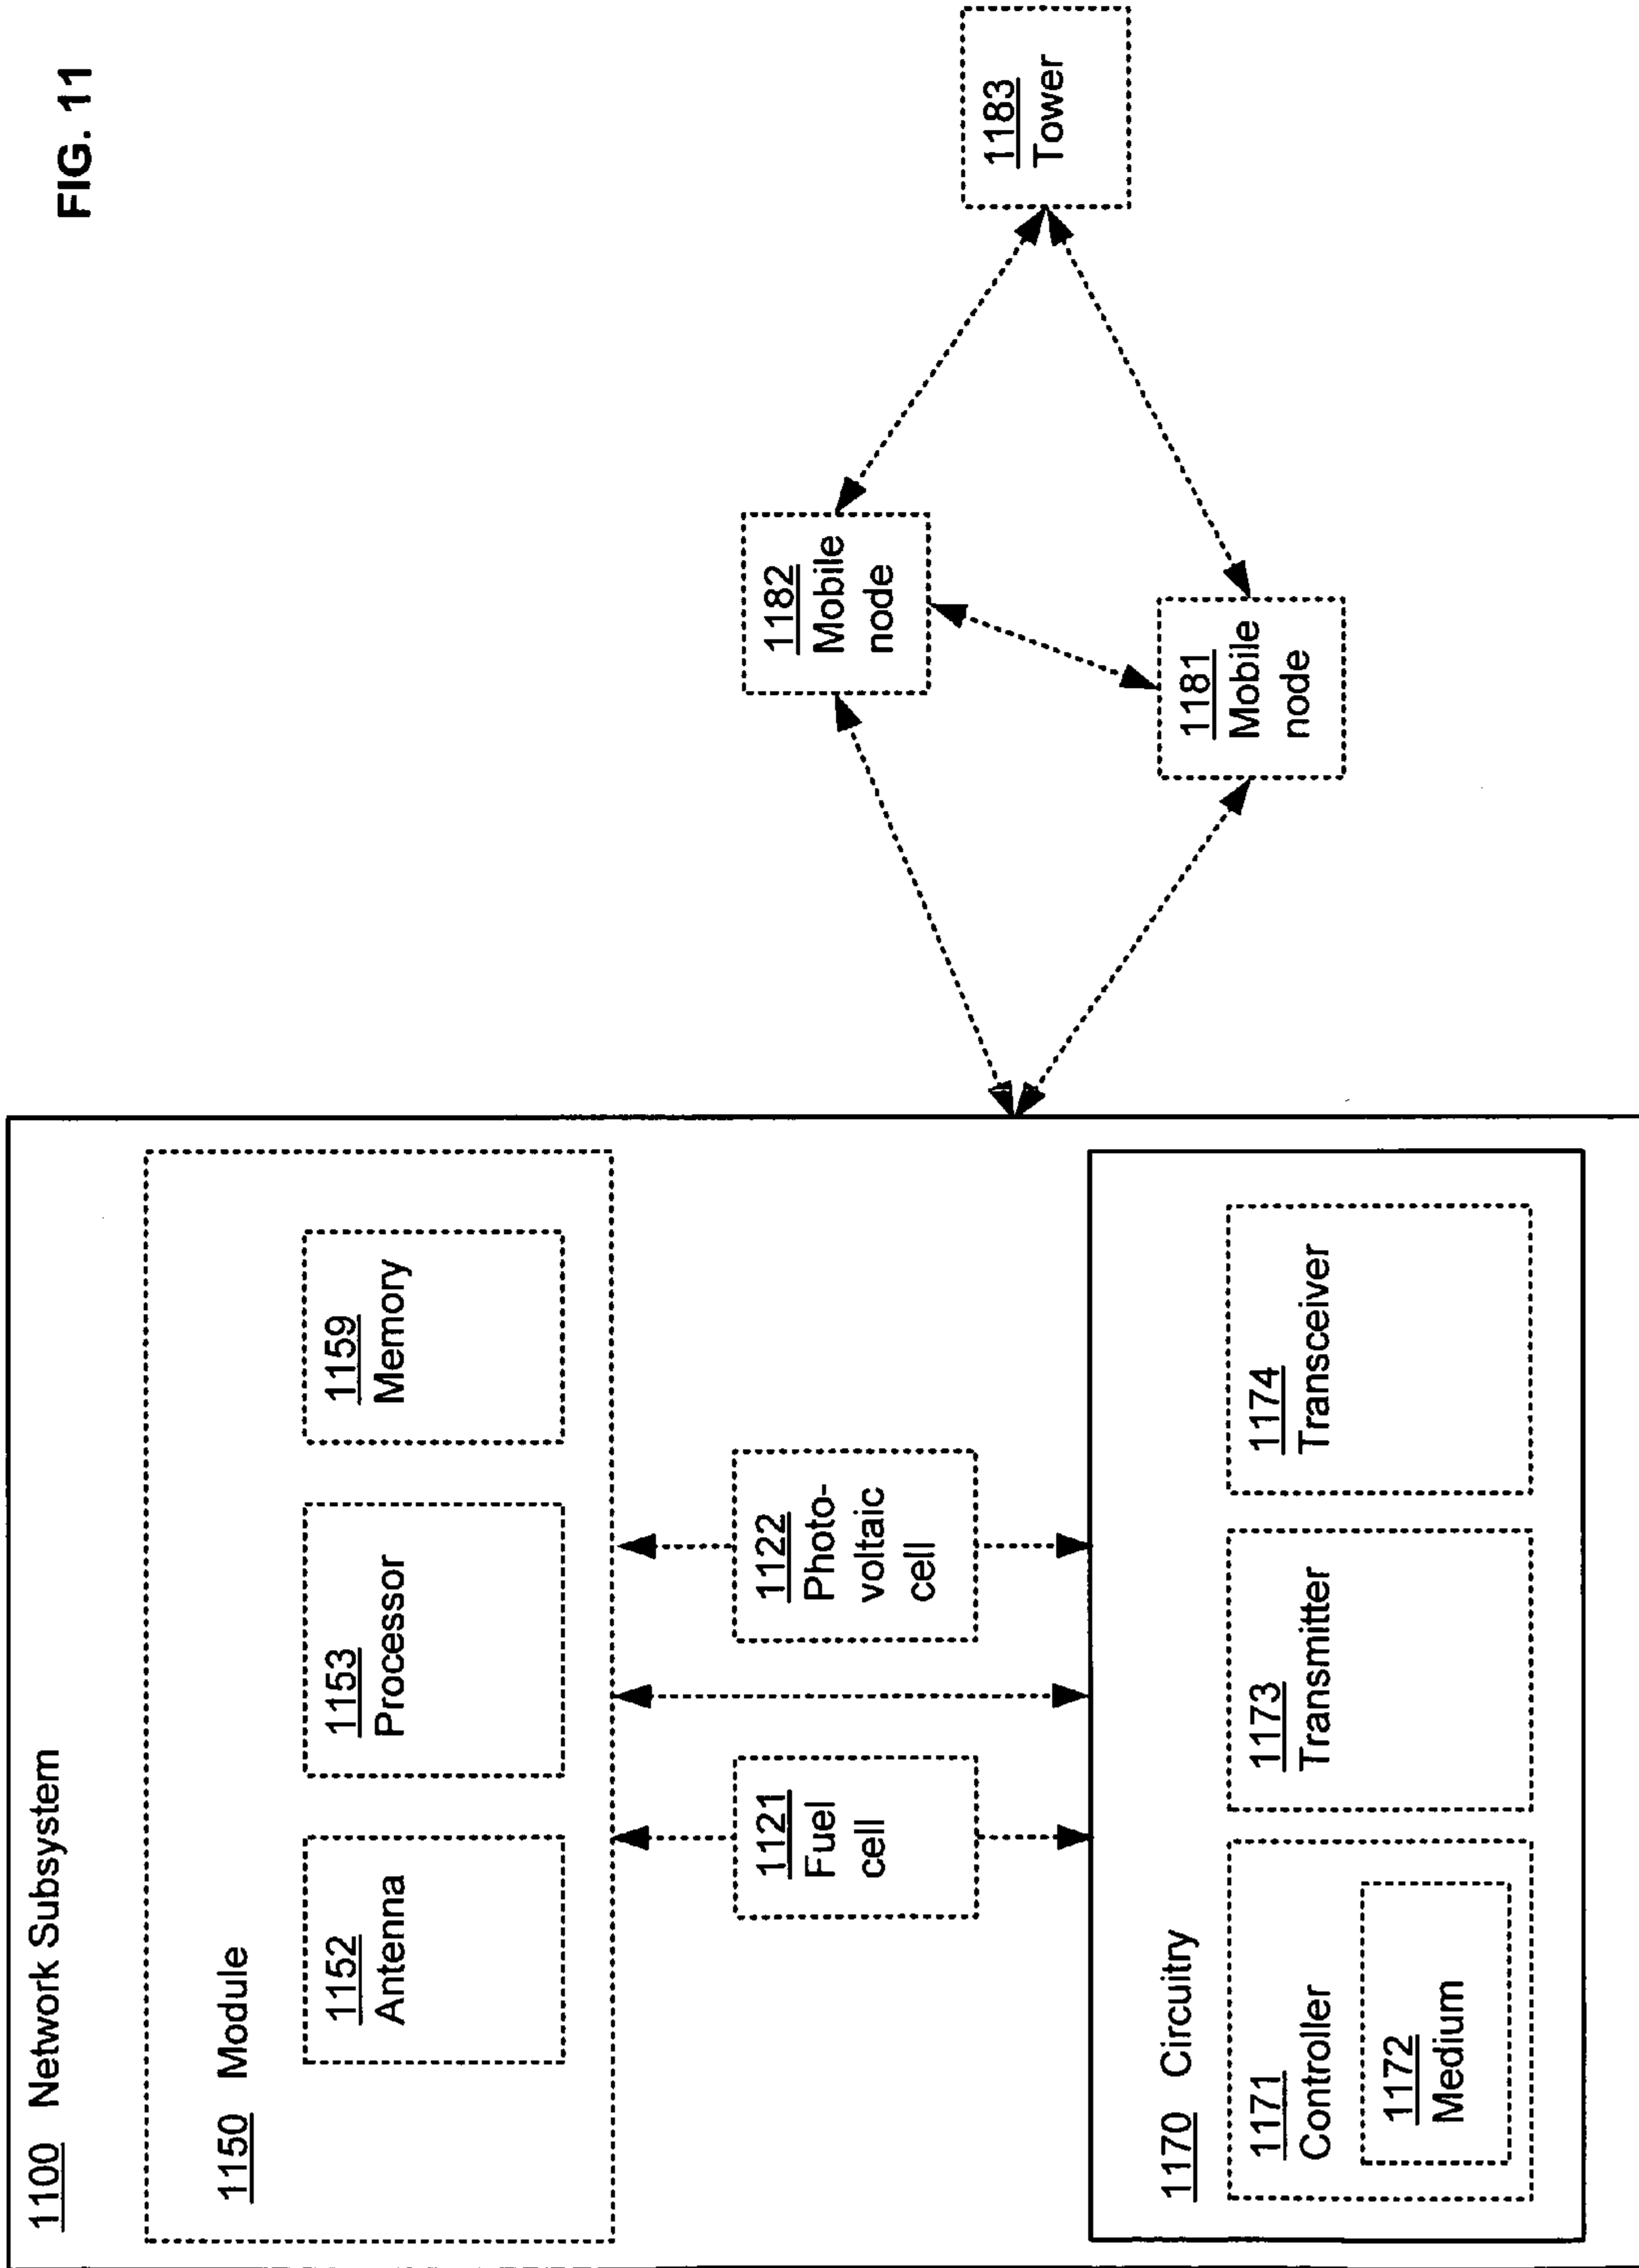 FIG. 11
1100 Network Subsystem
1150 Module
1152
Antenna
1153
Processor
1159
Memory
1121
Fuel
cell
1122
Photo-
voltaic
cell
1170 Circuitry
1171
Controller
1172
Medium
1173
Transmitter
1174
Transceiver
1182
Mobile
node
1181
Mobile
node
1183
Tower